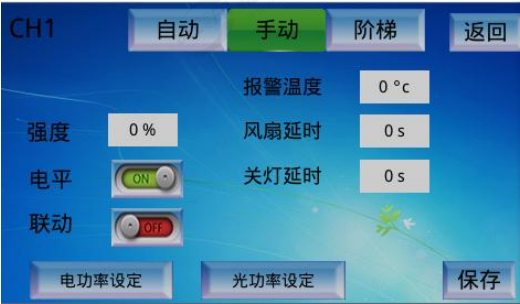 CH1 自动 手动 阶梯 返回
报警温度 0 °c
强度 0 % 风扇延时 0 s
电平 ON 关灯延时 0 s
联动 OFF
电功率设定 光功率设定 保存